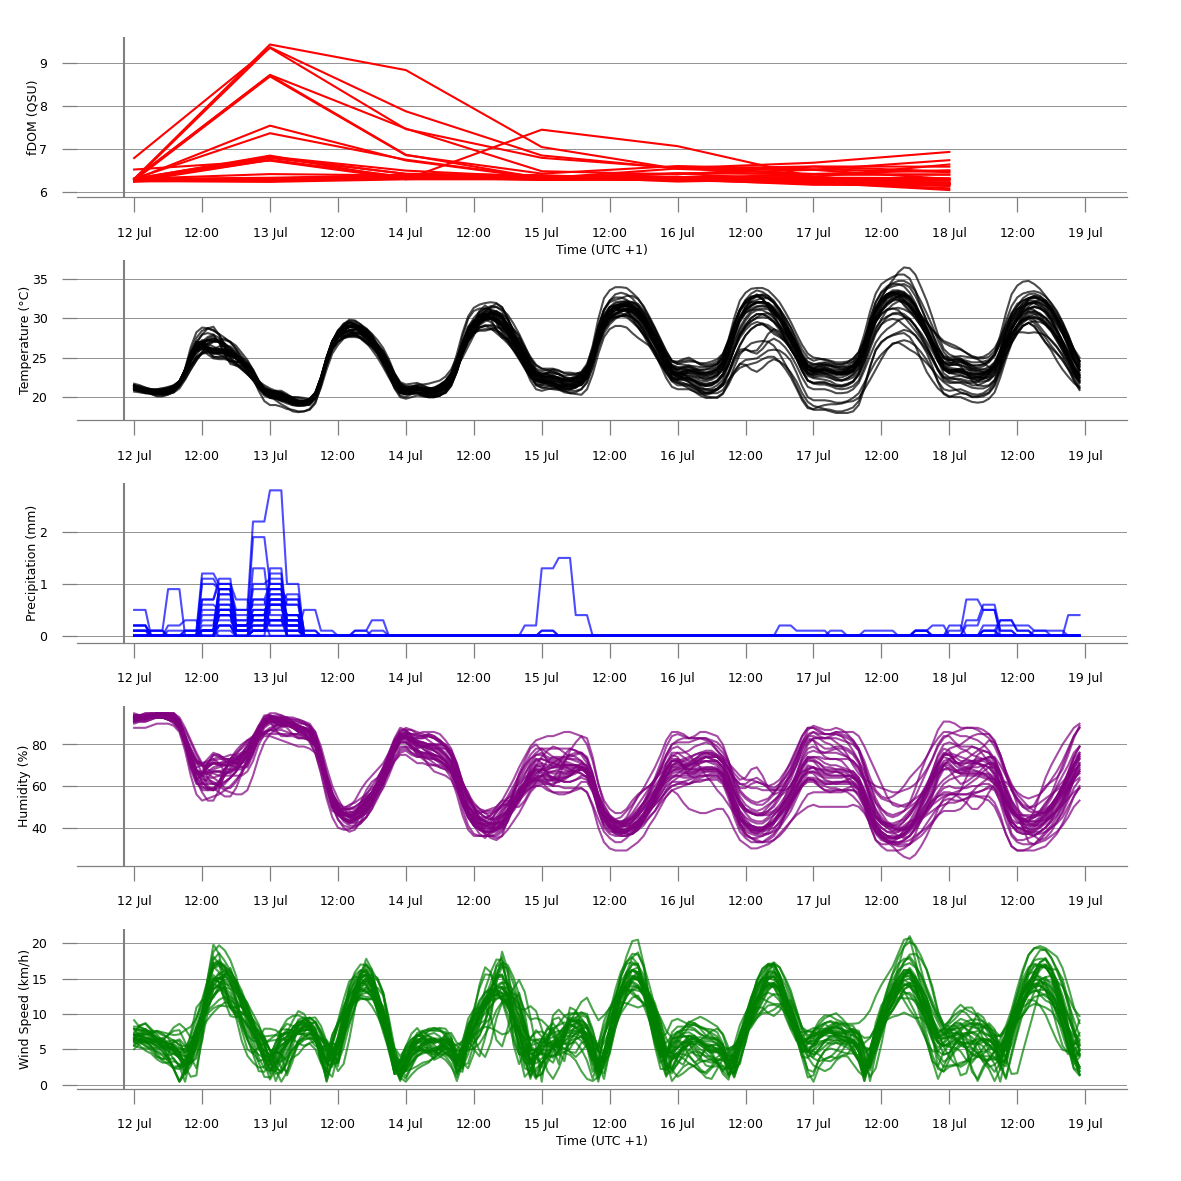 9
8
7
6
fDOM (QSU)
12 Jul 12:00 13 Jul 12:00 14 Jul 12:00 15 Jul 12:00 16 Jul 12:00 17 Jul 12:00 18 Jul 12:00 19 Jul
Time (UTC +1)
35
30
25
20
Temperature (°C)
12 Jul 12:00 13 Jul 12:00 14 Jul 12:00 15 Jul 12:00 16 Jul 12:00 17 Jul 12:00 18 Jul 12:00 19 Jul
2
1
0
Precipitation (mm)
12 Jul 12:00 13 Jul 12:00 14 Jul 12:00 15 Jul 12:00 16 Jul 12:00 17 Jul 12:00 18 Jul 12:00 19 Jul
80
60
40
Humidity (%)
12 Jul 12:00 13 Jul 12:00 14 Jul 12:00 15 Jul 12:00 16 Jul 12:00 17 Jul 12:00 18 Jul 12:00 19 Jul
20
15
10
5
0
Wind Speed (km/h)
12 Jul 12:00 13 Jul 12:00 14 Jul 12:00 15 Jul 12:00 16 Jul 12:00 17 Jul 12:00 18 Jul 12:00 19 Jul
Time (UTC +1)